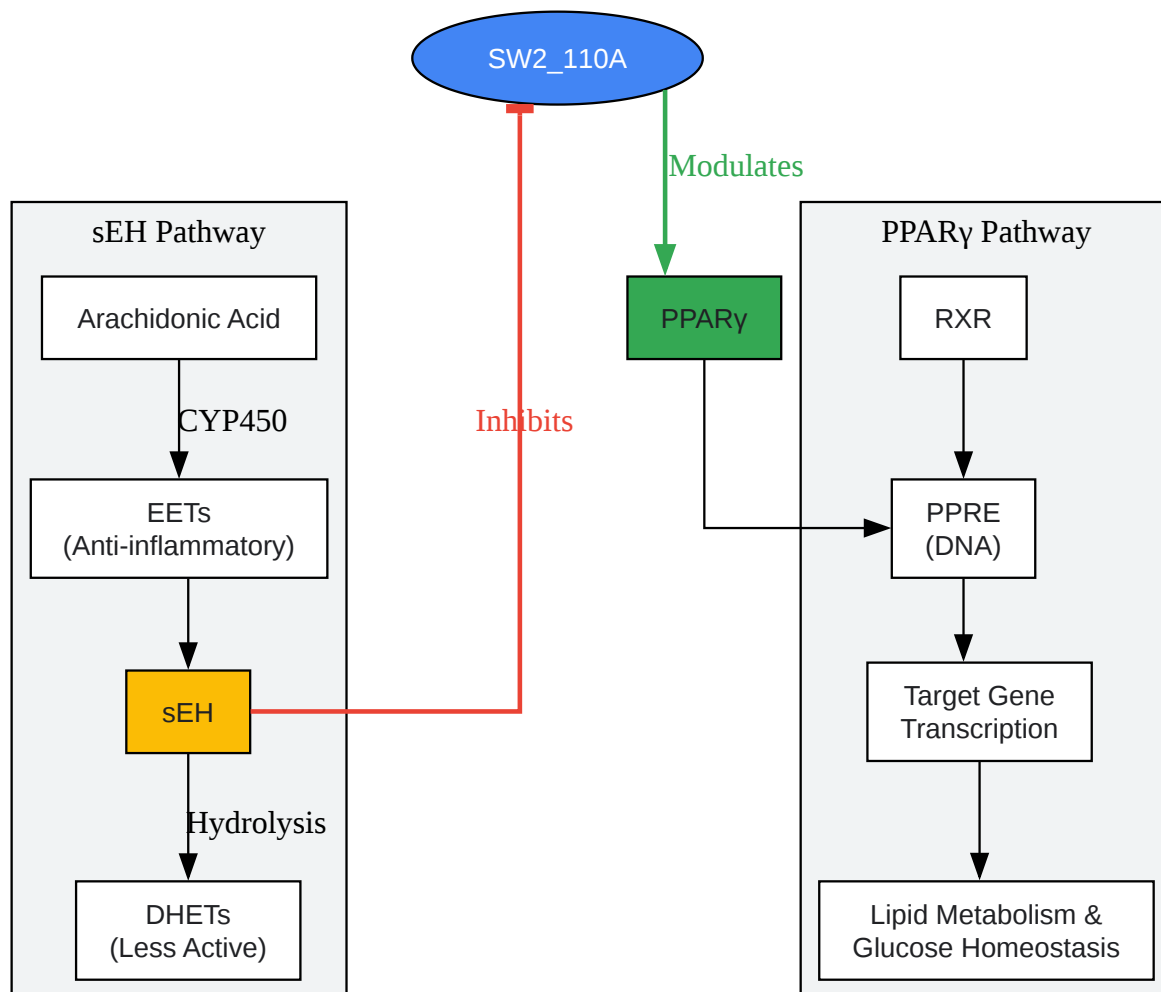 SW2_110A
Modulates
sEH Pathway
PPARγ Pathway
Arachidonic Acid
PPARγ
RXR
CYP450
Inhibits
EETs
(Anti-inflammatory)
PPRE
(DNA)
sEH
Target Gene
Transcription
Hydrolysis
DHETs
(Less Active)
Lipid Metabolism &
Glucose Homeostasis